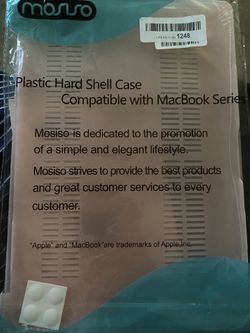 mosiso
1248
Plastic Hard Shell Case
Compatible with MacBook Series
Mosiso is dedicated to the promotion
of a simple and elegant lifestyle.
Mosiso strives to provide the best products
and great customer services to every
customer.
"Apple" and "MacBook"are trademarks of Apple,Inc.